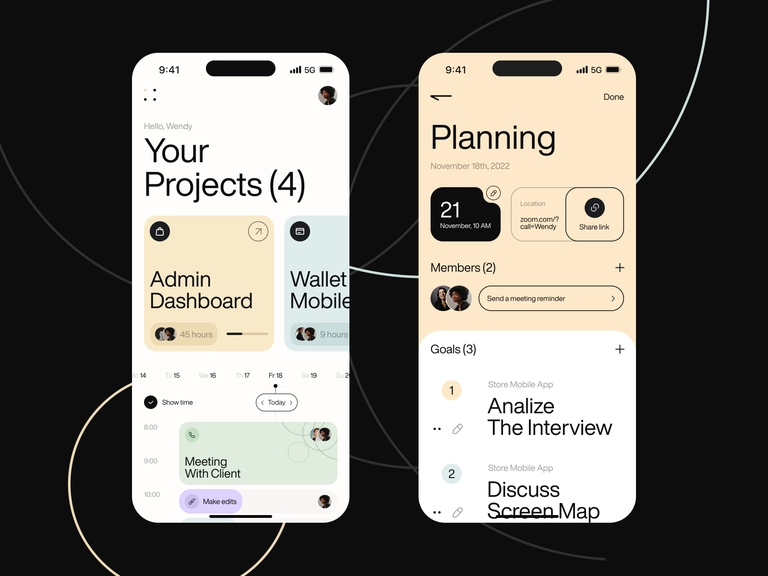 9:41
5G
Hello, Wendy
Your
Projects (4)
Admin
Dashboard
45 hours
Wallet
Mobile
9 hours
14
Tu 15
We 16
Th 17
Fr 18
Sa 19
Su 2
Show time
Today
8:00
9:00
10:00
Meeting
With Client
Make edits
9:41
5G
Done
Planning
November 18th, 2022
21
November, 10 AM
Location
zoom.com/?
call=Wendy
Share link
Members (2)
Send a meeting reminder
Goals (3)
1
Store Mobile App
Analize
The Interview
2
Store Mobile App
Discuss
Screen Map